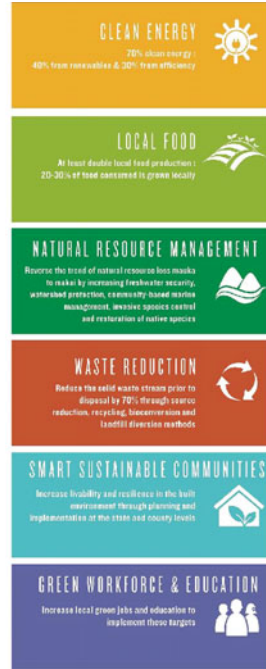 CLEAN ENERGY
70% clean energy :
40% from renewables & 30% from efficiency
LOCAL FOOD
At least double local food production :
20-30% of food consumed is grown locally
NATURAL RESOURCE MANAGEMENT
Reverse the trend of natural resource loss mauka
to makai by increasing freshwater security,
watershed protection, community-based marine
management, invasive species control
and restoration of native species
WASTE REDUCTION
Reduce the solid waste stream prior to
disposal by 70% through source
reduction, recycling, bioconversion and
landfill diversion methods
SMART SUSTAINABLE COMMUNITIES
Increase livability and resilience in the built
environment through planning and
implementation at the state and county levels
GREEN WORKFORCE & EDUCATION
Increase local green jobs and education to
implement these targets